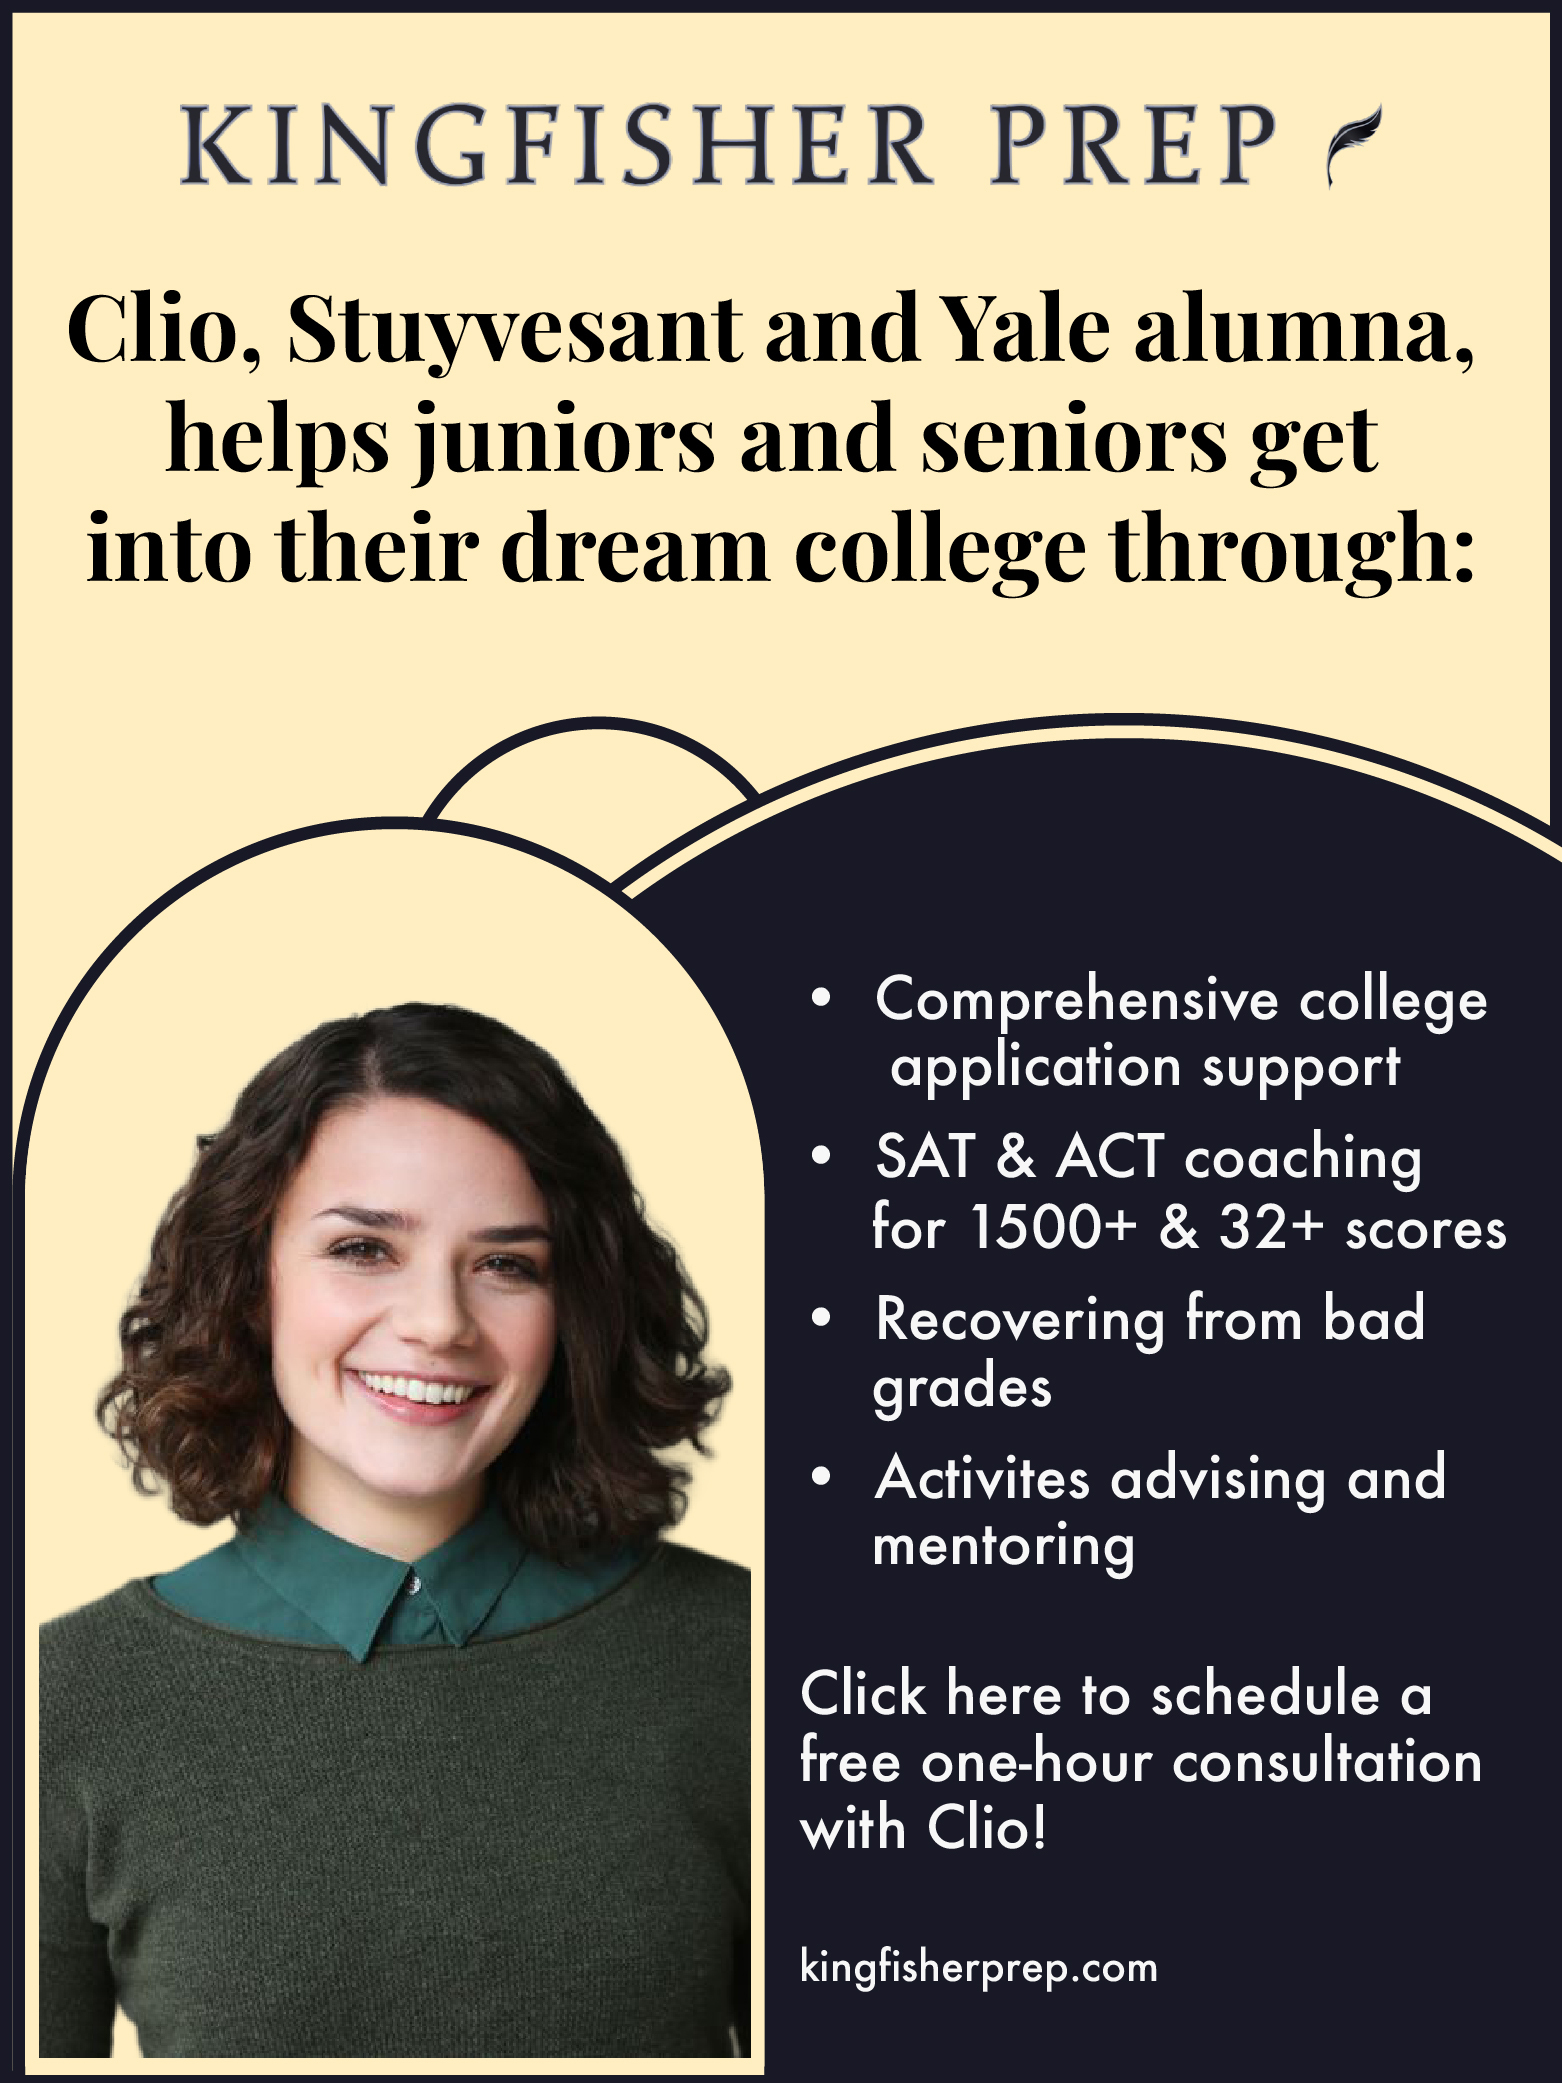 KINGFISHER PREP
Clio, Stuyvesant and Yale alumna,
helps juniors and seniors get
into their dream college through:
• Comprehensive college
application support
• SAT & ACT coaching
for 1500+ & 32+ scores
• Recovering from bad
grades
• Activites advising and
mentoring
Click here to schedule a
free one-hour consultation
with Clio!
kingfisherprep.com